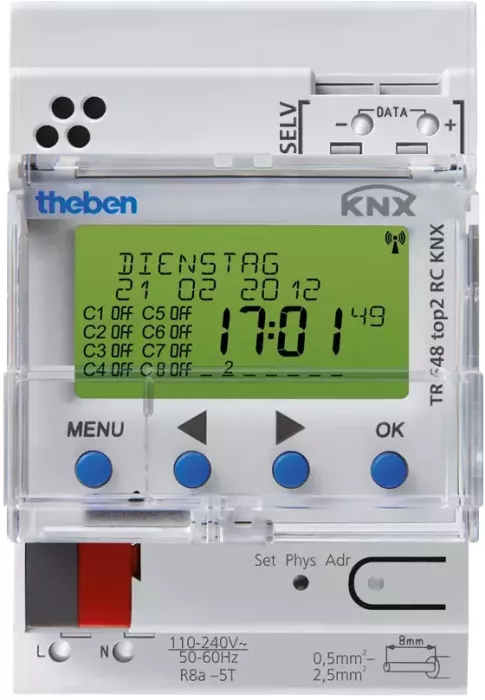 SELV
– DATA +
theben
KNX
TR 648 top2 RC KNX
DIENSTAG
21 02 2012
17:01 49
C1 OFF C5 OFF
C2 OFF C6 OFF
C3 OFF C7 OFF
C4 OFF C8 OFF
2
MENU
OK
Set Phys Adr
L N
110-240V~
50-60Hz
R8a –5T
0,5mm²–
2,5mm²
8mm